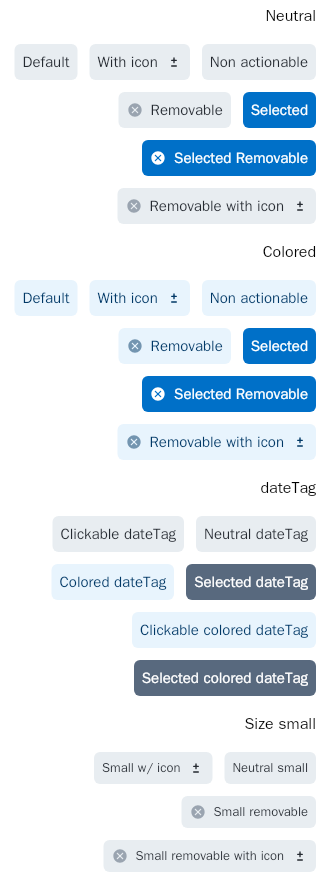 Neutral
Default With icon Non actionable
Removable Selected
Selected Removable
Removable with icon
Colored
Default With icon Non actionable
Removable Selected
Selected Removable
Removable with icon
dateTag
Clickable dateTag Neutral dateTag
Colored dateTag Selected dateTag
Clickable colored dateTag
Selected colored dateTag
Size small
Small w/ icon Neutral small
Small removable
Small removable with icon